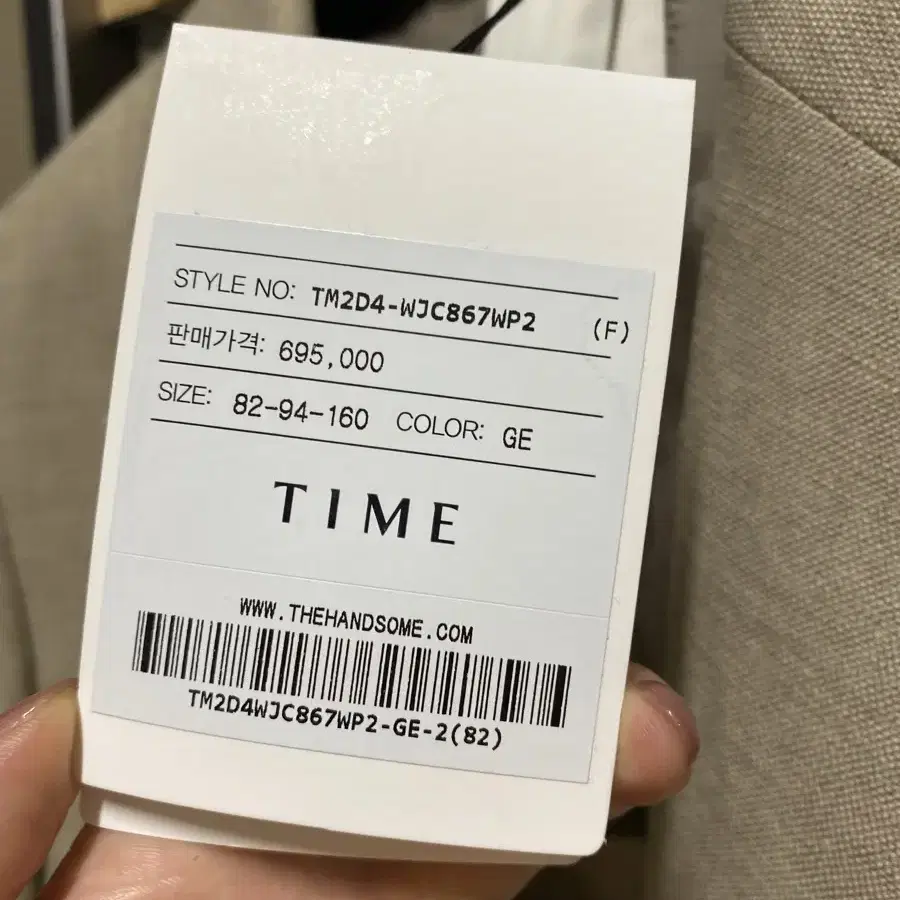 STYLE NO: TM2D4-WJC867WP2 (F)
판매가격: 695,000
SIZE: 82-94-160 COLOR: GE
TIME
WWW.THEHANDSOME.COM
TM2D4WJC867WP2-GE-2(82)